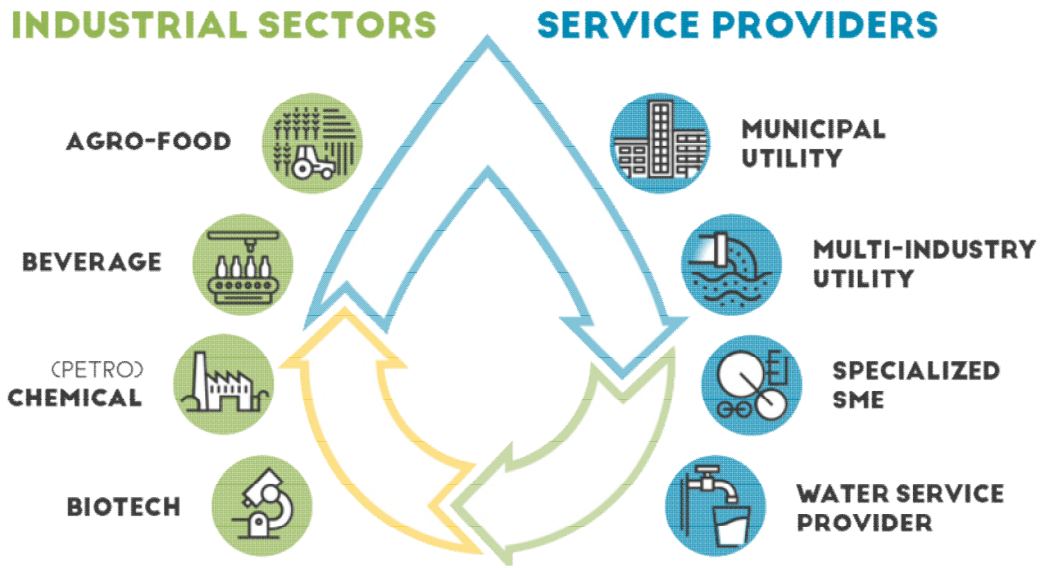 INDUSTRIAL SECTORS
SERVICE PROVIDERS
AGRO-FOOD
BEVERAGE
(PETRO)
CHEMICAL
BIOTECH
MUNICIPAL
UTILITY
MULTI-INDUSTRY
UTILITY
SPECIALIZED
SME
WATER SERVICE
PROVIDER